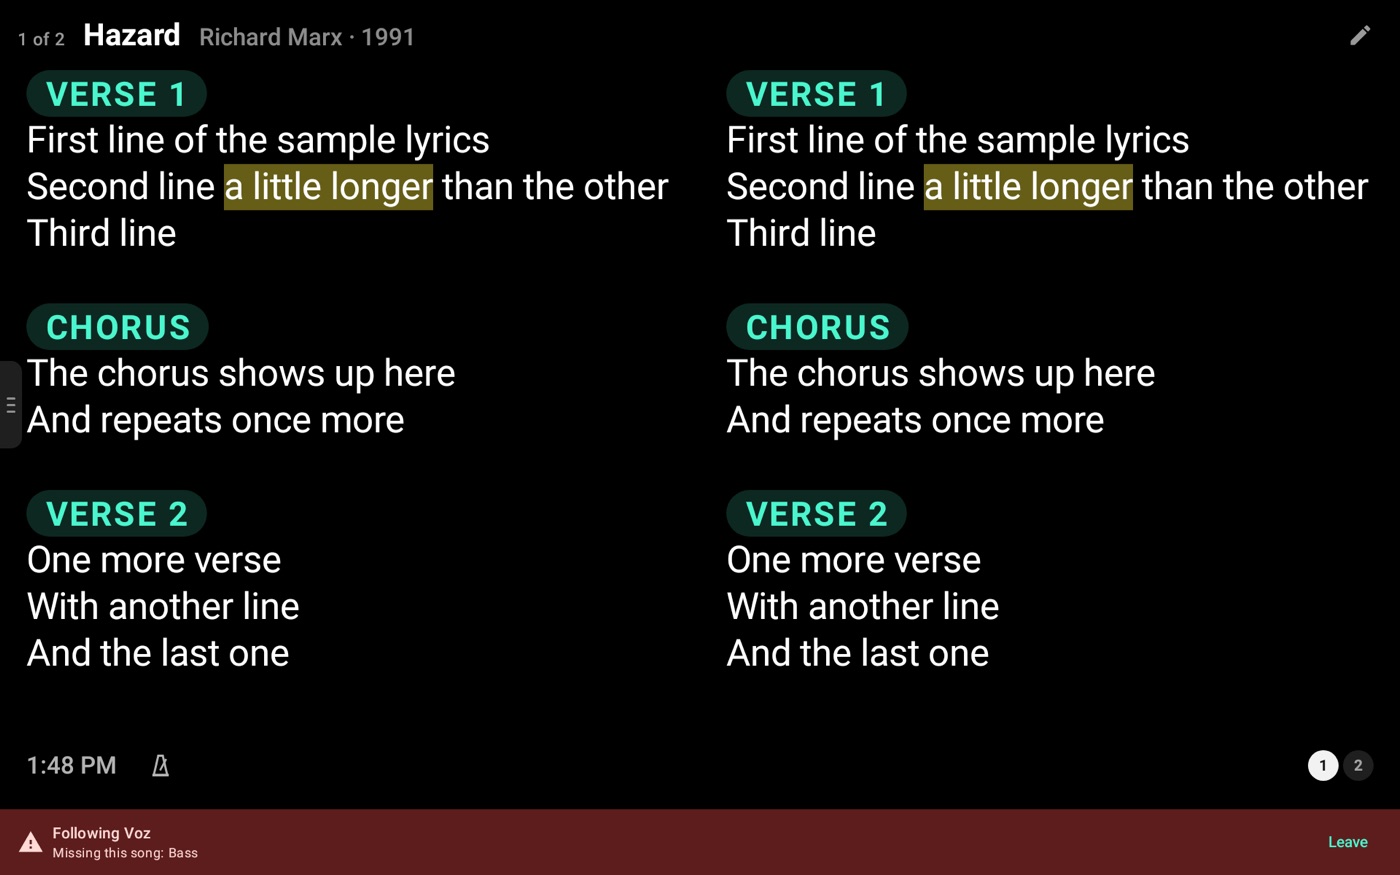 1 of 2 Hazard Richard Marx · 1991
VERSE 1
First line of the sample lyrics
Second line a little longer than the other
Third line
CHORUS
The chorus shows up here
And repeats once more
VERSE 2
One more verse
With another line
And the last one
VERSE 1
First line of the sample lyrics
Second line a little longer than the other
Third line
CHORUS
The chorus shows up here
And repeats once more
VERSE 2
One more verse
With another line
And the last one
1:48 PM
1 2
Following Voz
Missing this song: Bass
Leave